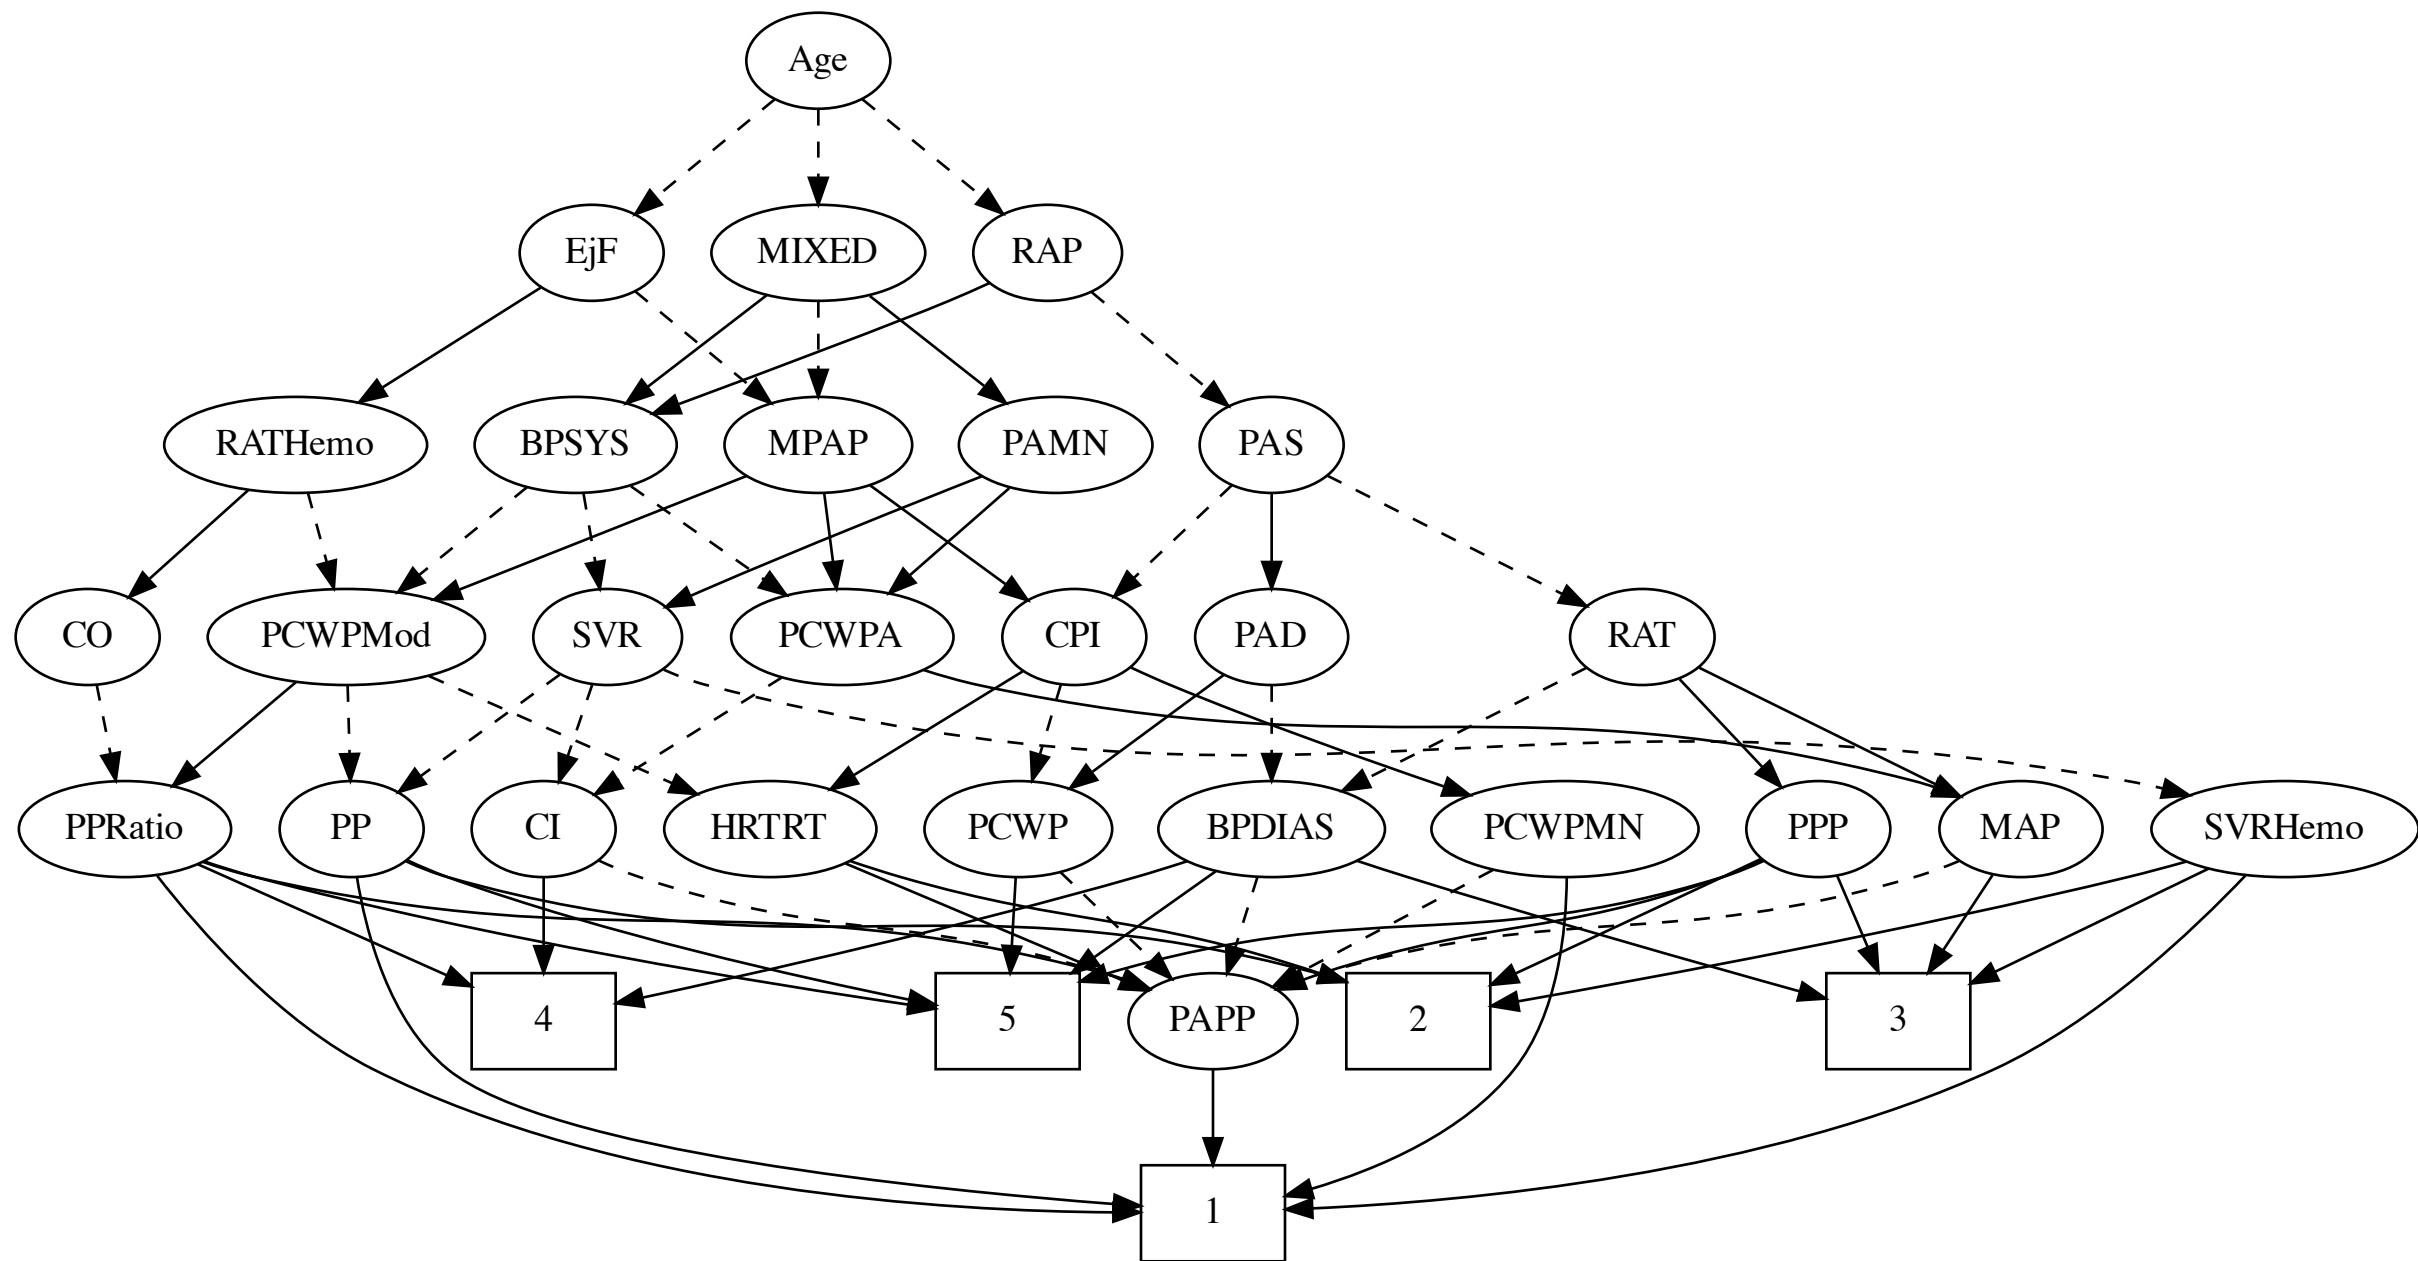 Age
EjF
MIXED
RAP
RATHemo
BPSYS
MPAP
PAMN
PAS
CO
PCWPMod
SVR
PCWPA
CPI
PAD
RAT
PPRatio
PP
CI
HRTRT
PCWP
BPDIAS
PCWPMN
PPP
MAP
SVRHemo
4
5
PAPP
2
3
1